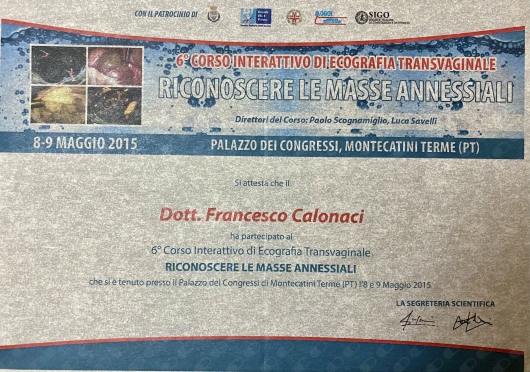 CON IL PATROCINIO DI
SIGO
6° CORSO INTERATTIVO DI ECOGRAFIA TRANSVAGINALE
RICONOSCERE LE MASSE ANNESSIALI
Direttori del Corso: Paolo Scognamiglio, Luca Savelli
8-9 MAGGIO 2015 PALAZZO DEI CONGRESSI, MONTECATINI TERME (PT)
Si attesta che il
Dott. Francesco Calonaci
ha partecipato al
6° Corso Interattivo di Ecografia Transvaginale
RICONOSCERE LE MASSE ANNESSIALI
che si è tenuto presso il Palazzo dei Congressi di Montecatini Terme (PT) l'8 e 9 Maggio 2015
LA SEGRETERIA SCIENTIFICA